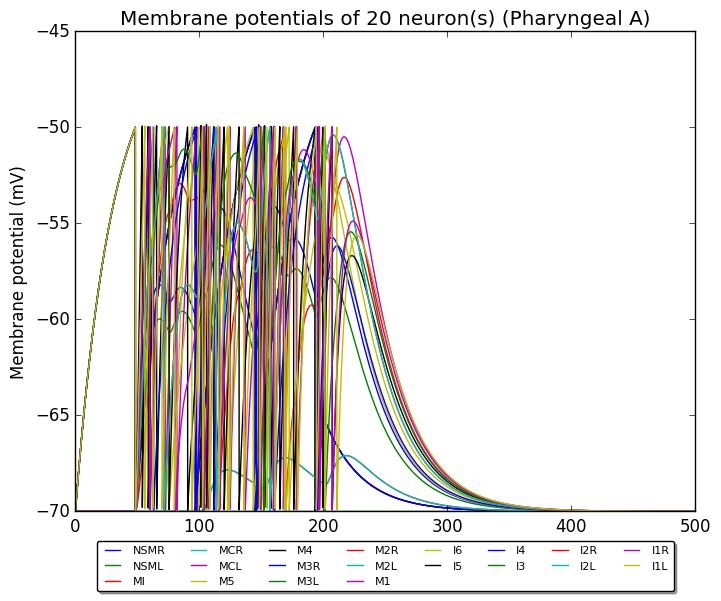 Membrane potentials of 20 neuron(s) (Pharyngeal A)
−45
−50
−55
−60
−65
−70
Membrane potential (mV)
0 100 200 300 400 500
NSMR MCR M4 M2R I6 I4 I2R I1R
NSML MCL M3R M2L I5 I3 I2L I1L
MI M5 M3L M1